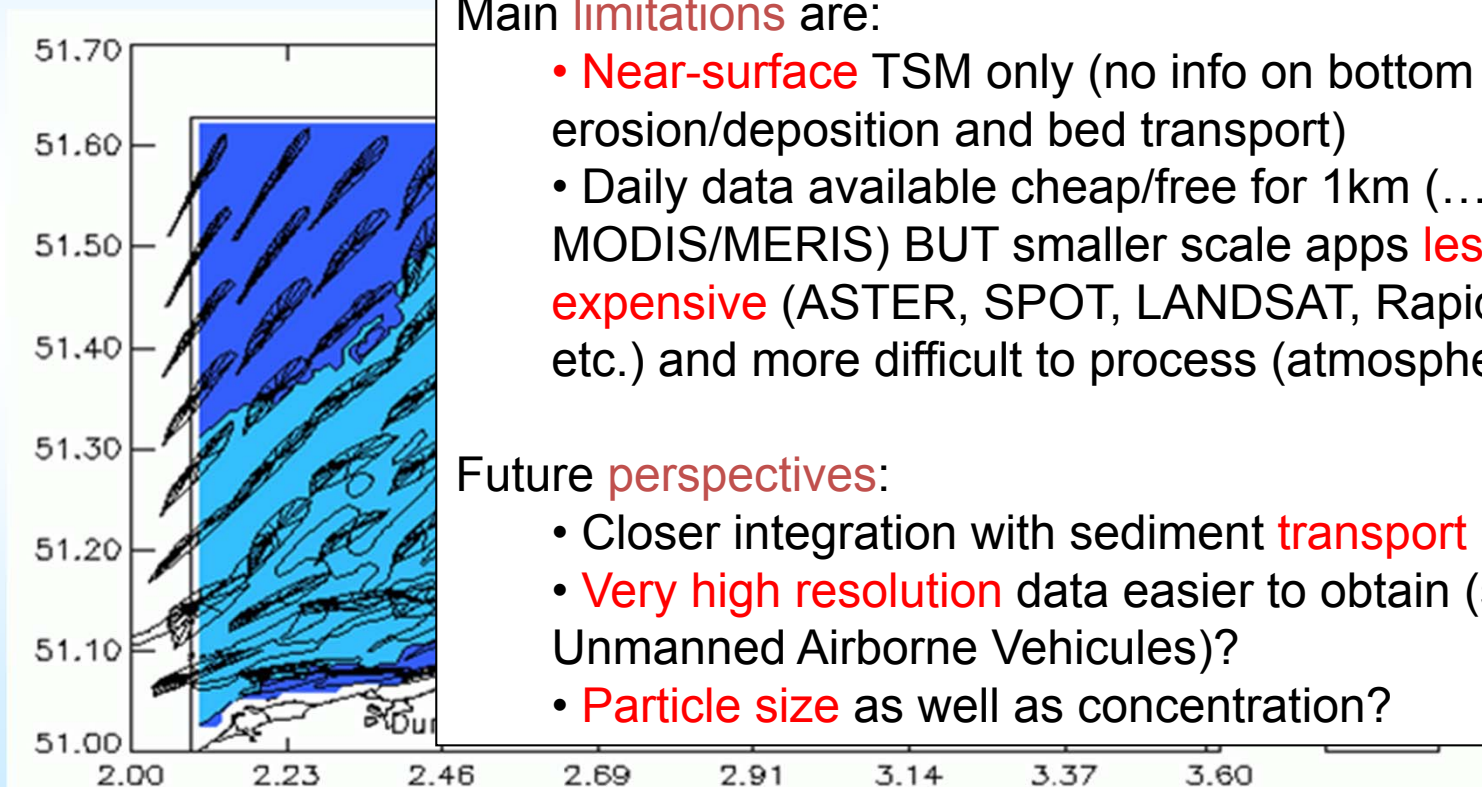 Main limitations are:
• Near-surface TSM only (no info on bottom
erosion/deposition and bed transport)
• Daily data available cheap/free for 1km (…
MODIS/MERIS) BUT smaller scale apps les
expensive (ASTER, SPOT, LANDSAT, Rapid
etc.) and more difficult to process (atmosphe
Future perspectives:
• Closer integration with sediment transport
• Very high resolution data easier to obtain (
Unmanned Airborne Vehicules)?
• Particle size as well as concentration?
51.70
51.60
51.50
51.40
51.30
51.20
51.10
51.00
Dun
2.00 2.23 2.46 2.69 2.91 3.14 3.37 3.60